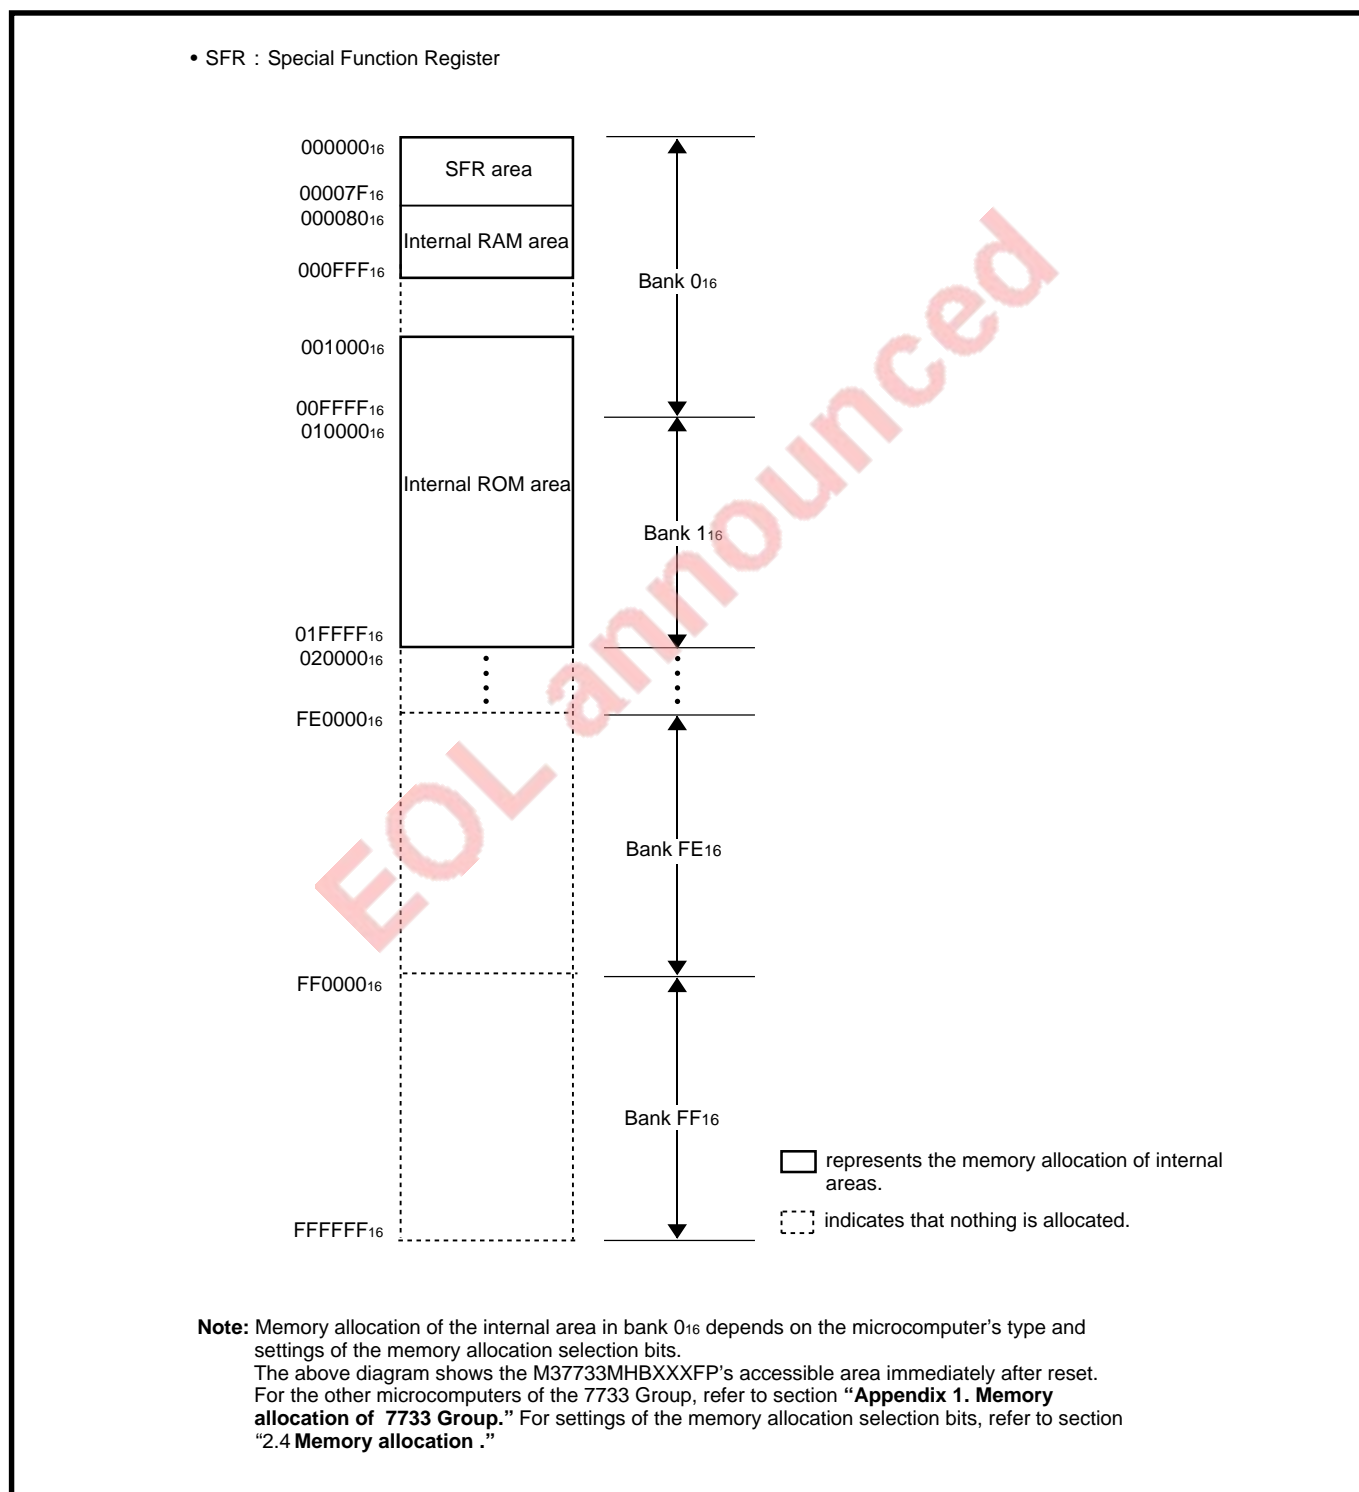 • SFR : Special Function Register
000000₁₆
SFR area
00007F₁₆
000080₁₆
Internal RAM area
000FFF₁₆
Bank 0₁₆
001000₁₆
00FFFF₁₆
010000₁₆
Internal ROM area
Bank 1₁₆
01FFFF₁₆
020000₁₆
FE0000₁₆
Bank FE₁₆
FF0000₁₆
Bank FF₁₆
FFFFFF₁₆
represents the memory allocation of internal
areas.
indicates that nothing is allocated.
EOL announced
Note: Memory allocation of the internal area in bank 0₁₆ depends on the microcomputer’s type and
settings of the memory allocation selection bits.
The above diagram shows the M37733MHBXXXFP’s accessible area immediately after reset.
For the other microcomputers of the 7733 Group, refer to section “Appendix 1. Memory
allocation of 7733 Group.” For settings of the memory allocation selection bits, refer to section
“2.4 Memory allocation .”